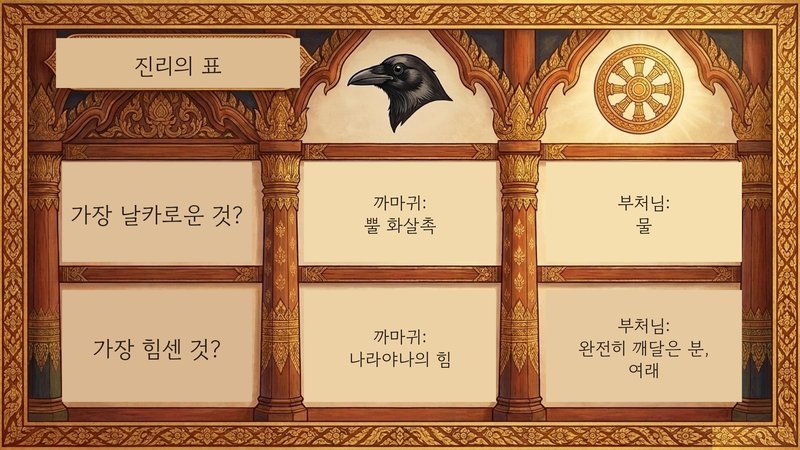 진리의 표
가장 날카로운 것?
까마귀:
뿔 화살촉
부처님:
물
가장 힘센 것?
까마귀:
나라야나의 힘
부처님:
완전히 깨달은 분,
여래